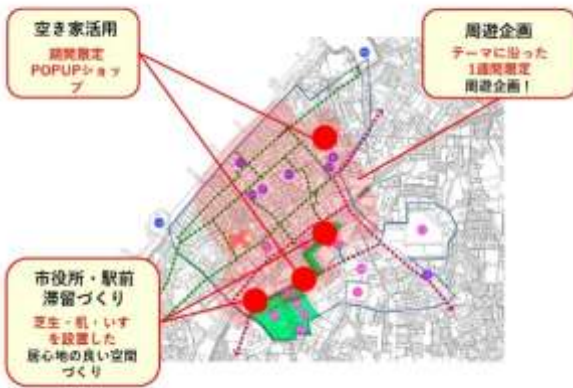 空き家活用
期間限定
POPUPショッ
プ
周遊企画
テーマに沿った
1週間限定
周遊企画！
市役所・駅前
滞留づくり
芝生・机・いす
を設置した
居心地の良い空間
づくり